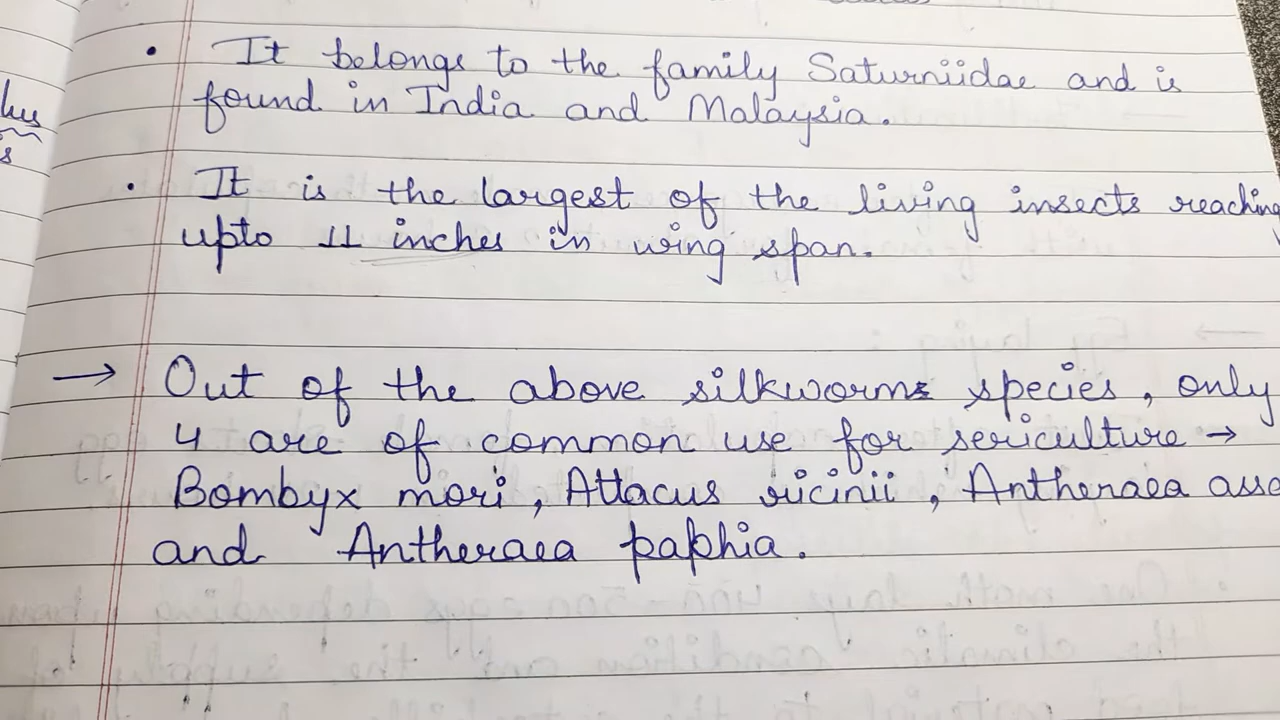 • It belongs to the family Saturniidae and is
found in India and Malaysia.
• It is the largest of the living insects reaching
upto 11 inches in wing span.
→ Out of the above silkworms species, only
4 are of common use for sericulture →
Bombyx mori, Attacus ricinii, Antheraea
and Antheraea paphia.